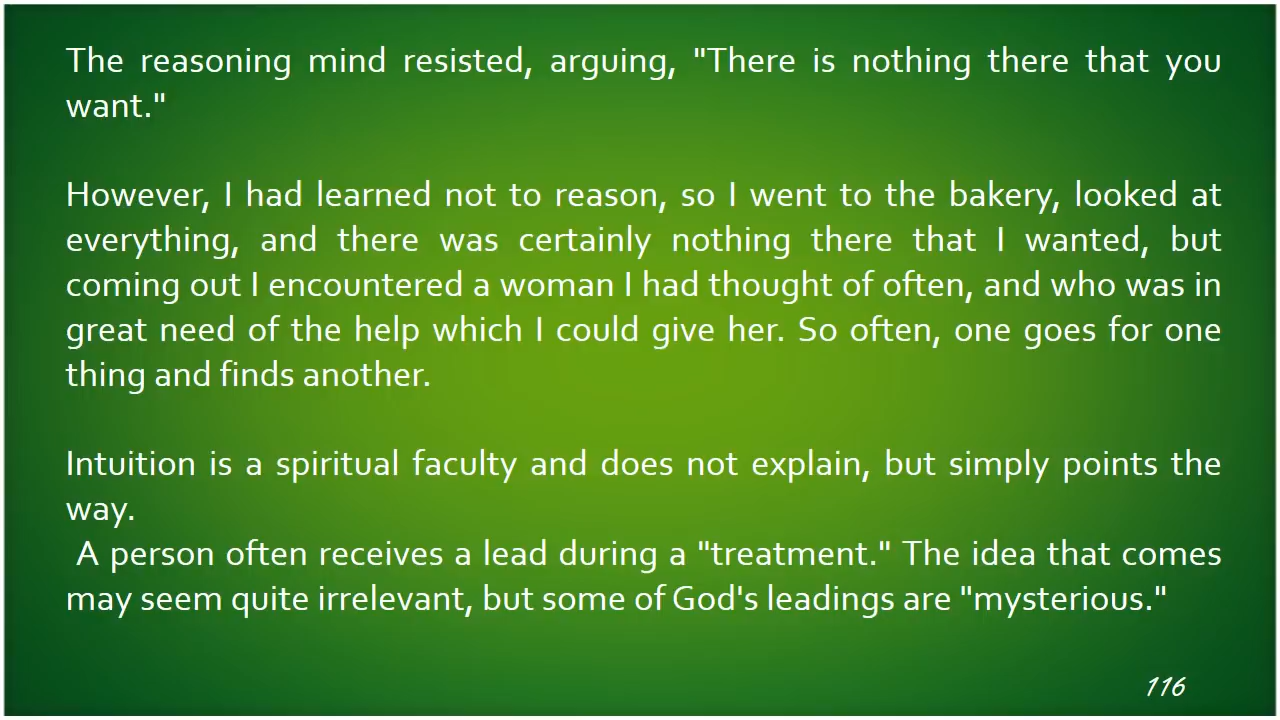 The reasoning mind resisted, arguing, "There is nothing there that you
want."
However, I had learned not to reason, so I went to the bakery, looked at
everything, and there was certainly nothing there that I wanted, but
coming out I encountered a woman I had thought of often, and who was in
great need of the help which I could give her. So often, one goes for one
thing and finds another.
Intuition is a spiritual faculty and does not explain, but simply points the
way.
A person often receives a lead during a "treatment." The idea that comes
may seem quite irrelevant, but some of God's leadings are "mysterious."
116